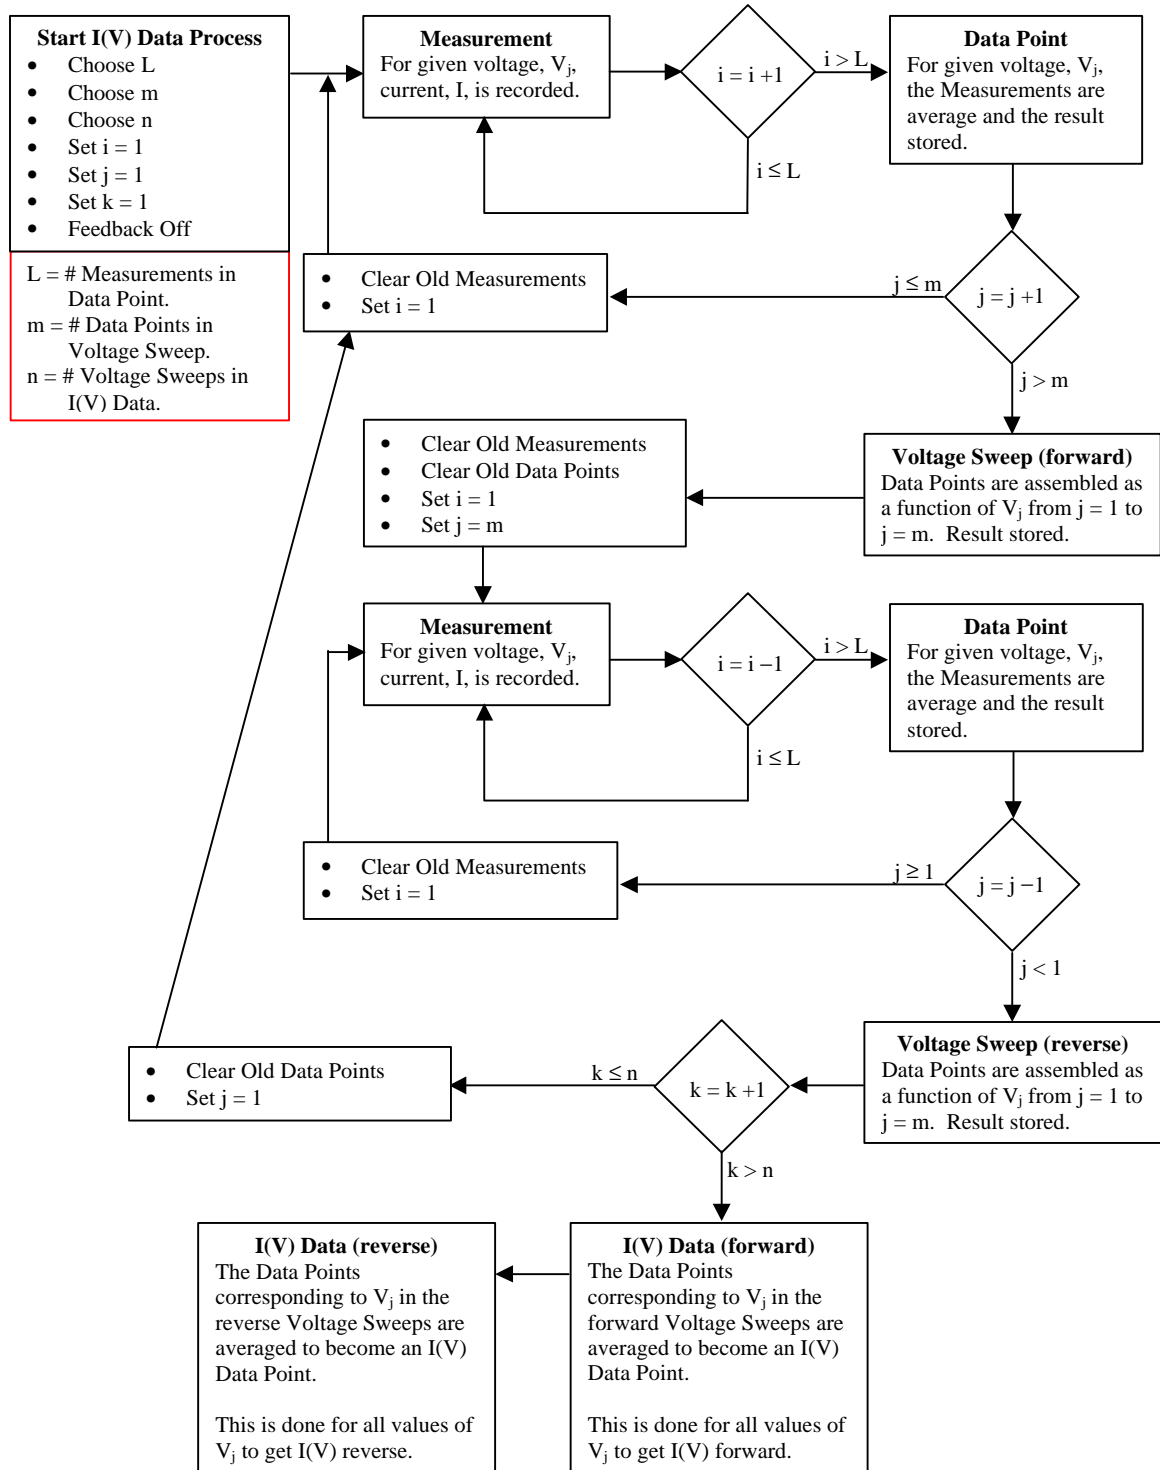 Start I(V) Data Process
• Choose L
• Choose m
• Choose n
• Set i = 1
• Set j = 1
• Set k = 1
• Feedback Off
L = # Measurements in
Data Point.
m = # Data Points in
Voltage Sweep.
n = # Voltage Sweeps in
I(V) Data.
Measurement
For given voltage, Vj,
current, I, is recorded.
i = i +1
i > L
i ≤ L
Data Point
For given voltage, Vj,
the Measurements are
average and the result
stored.
j = j +1
j ≤ m
j > m
• Clear Old Measurements
• Set i = 1
Voltage Sweep (forward)
Data Points are assembled as
a function of Vj from j = 1 to
j = m. Result stored.
• Clear Old Measurements
• Clear Old Data Points
• Set i = 1
• Set j = m
Measurement
For given voltage, Vj,
current, I, is recorded.
i = i −1
i > L
i ≤ L
Data Point
For given voltage, Vj,
the Measurements are
average and the result
stored.
j = j −1
j ≥ 1
j < 1
• Clear Old Measurements
• Set i = 1
Voltage Sweep (reverse)
Data Points are assembled as
a function of Vj from j = 1 to
j = m. Result stored.
k = k +1
k ≤ n
k > n
• Clear Old Data Points
• Set j = 1
I(V) Data (forward)
The Data Points
corresponding to Vj in the
forward Voltage Sweeps are
averaged to become an I(V)
Data Point.
This is done for all values of
Vj to get I(V) forward.
I(V) Data (reverse)
The Data Points
corresponding to Vj in the
reverse Voltage Sweeps are
averaged to become an I(V)
Data Point.
This is done for all values of
Vj to get I(V) reverse.